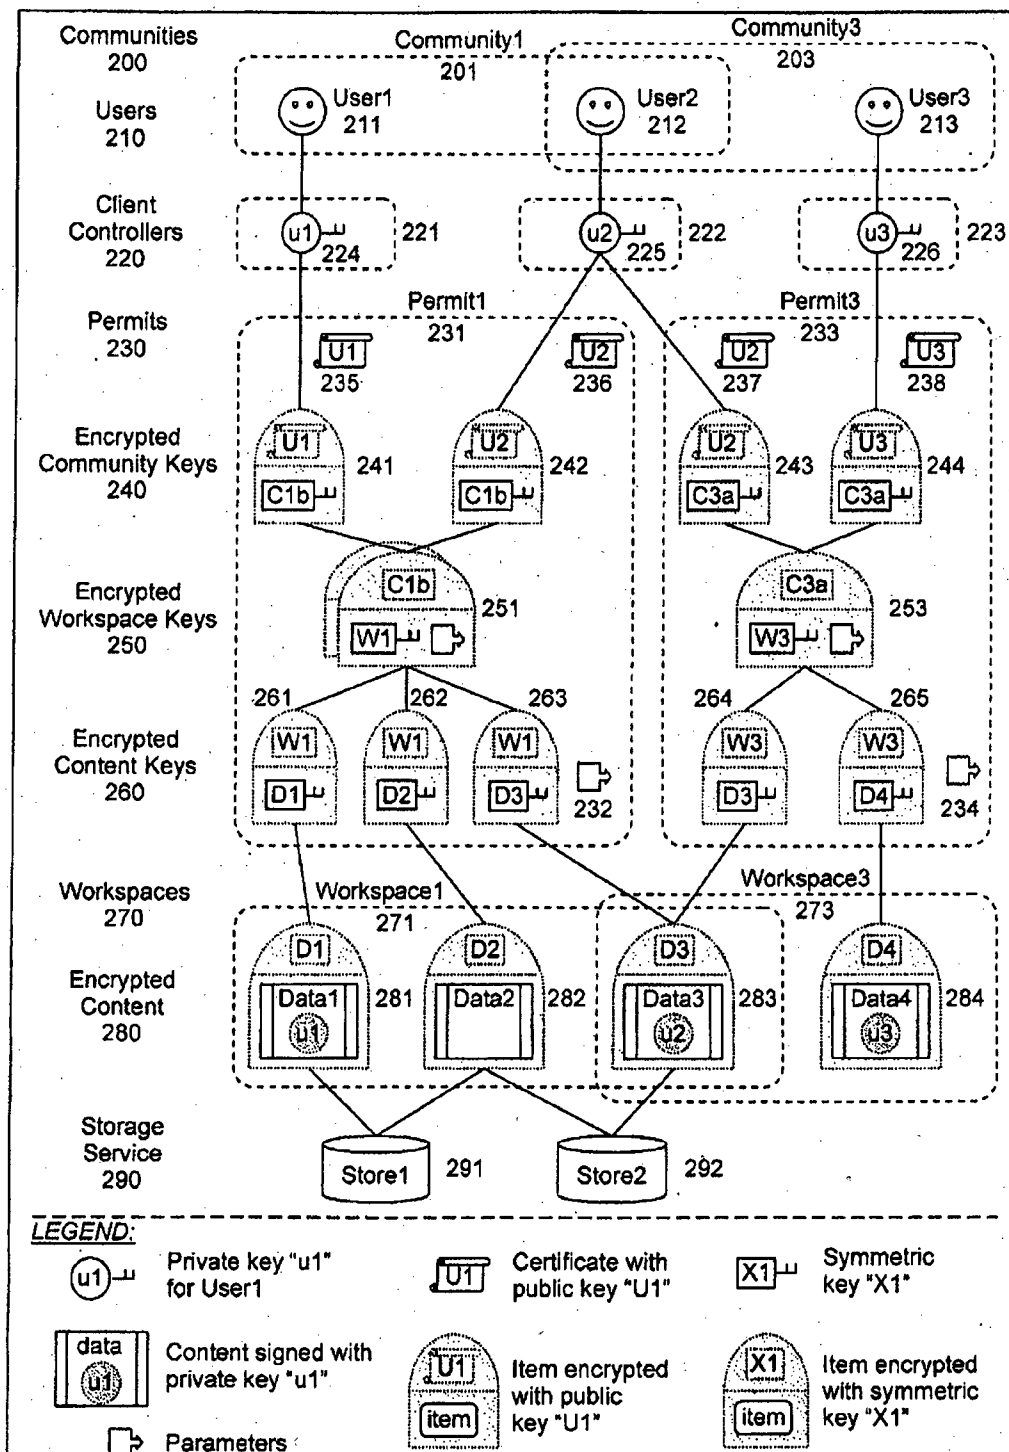 Communities
200
Community1
201
Community3
203
Users
210
User1
211
User2
212
User3
213
Client
Controllers
220
u1
224
221
u2
225
222
u3
226
223
Permits
230
Permit1
231
Permit3
233
U1
235
U2
236
U2
237
U3
238
Encrypted
Community Keys
240
U1
C1b
241
U2
C1b
242
U2
C3a
243
U3
C3a
244
Encrypted
Workspace Keys
250
C1b
W1
251
C3a
W3
253
Encrypted
Content Keys
260
261
W1
D1
262
W1
D2
263
W1
D3
232
264
W3
D3
265
W3
D4
234
Workspaces
270
Workspace1
271
Workspace3
273
Encrypted
Content
280
D1
Data1
u1
281
D2
Data2
282
D3
Data3
u2
283
D4
Data4
u3
284
Storage
Service
290
Store1
291
Store2
292
LEGEND:
u1
Private key "u1"
for User1
U1
Certificate with
public key "U1"
X1
Symmetric
key "X1"
data
u1
Content signed with
private key "u1"
U1
item
Item encrypted
with public
key "U1"
X1
item
Item encrypted
with symmetric
key "X1"
Parameters